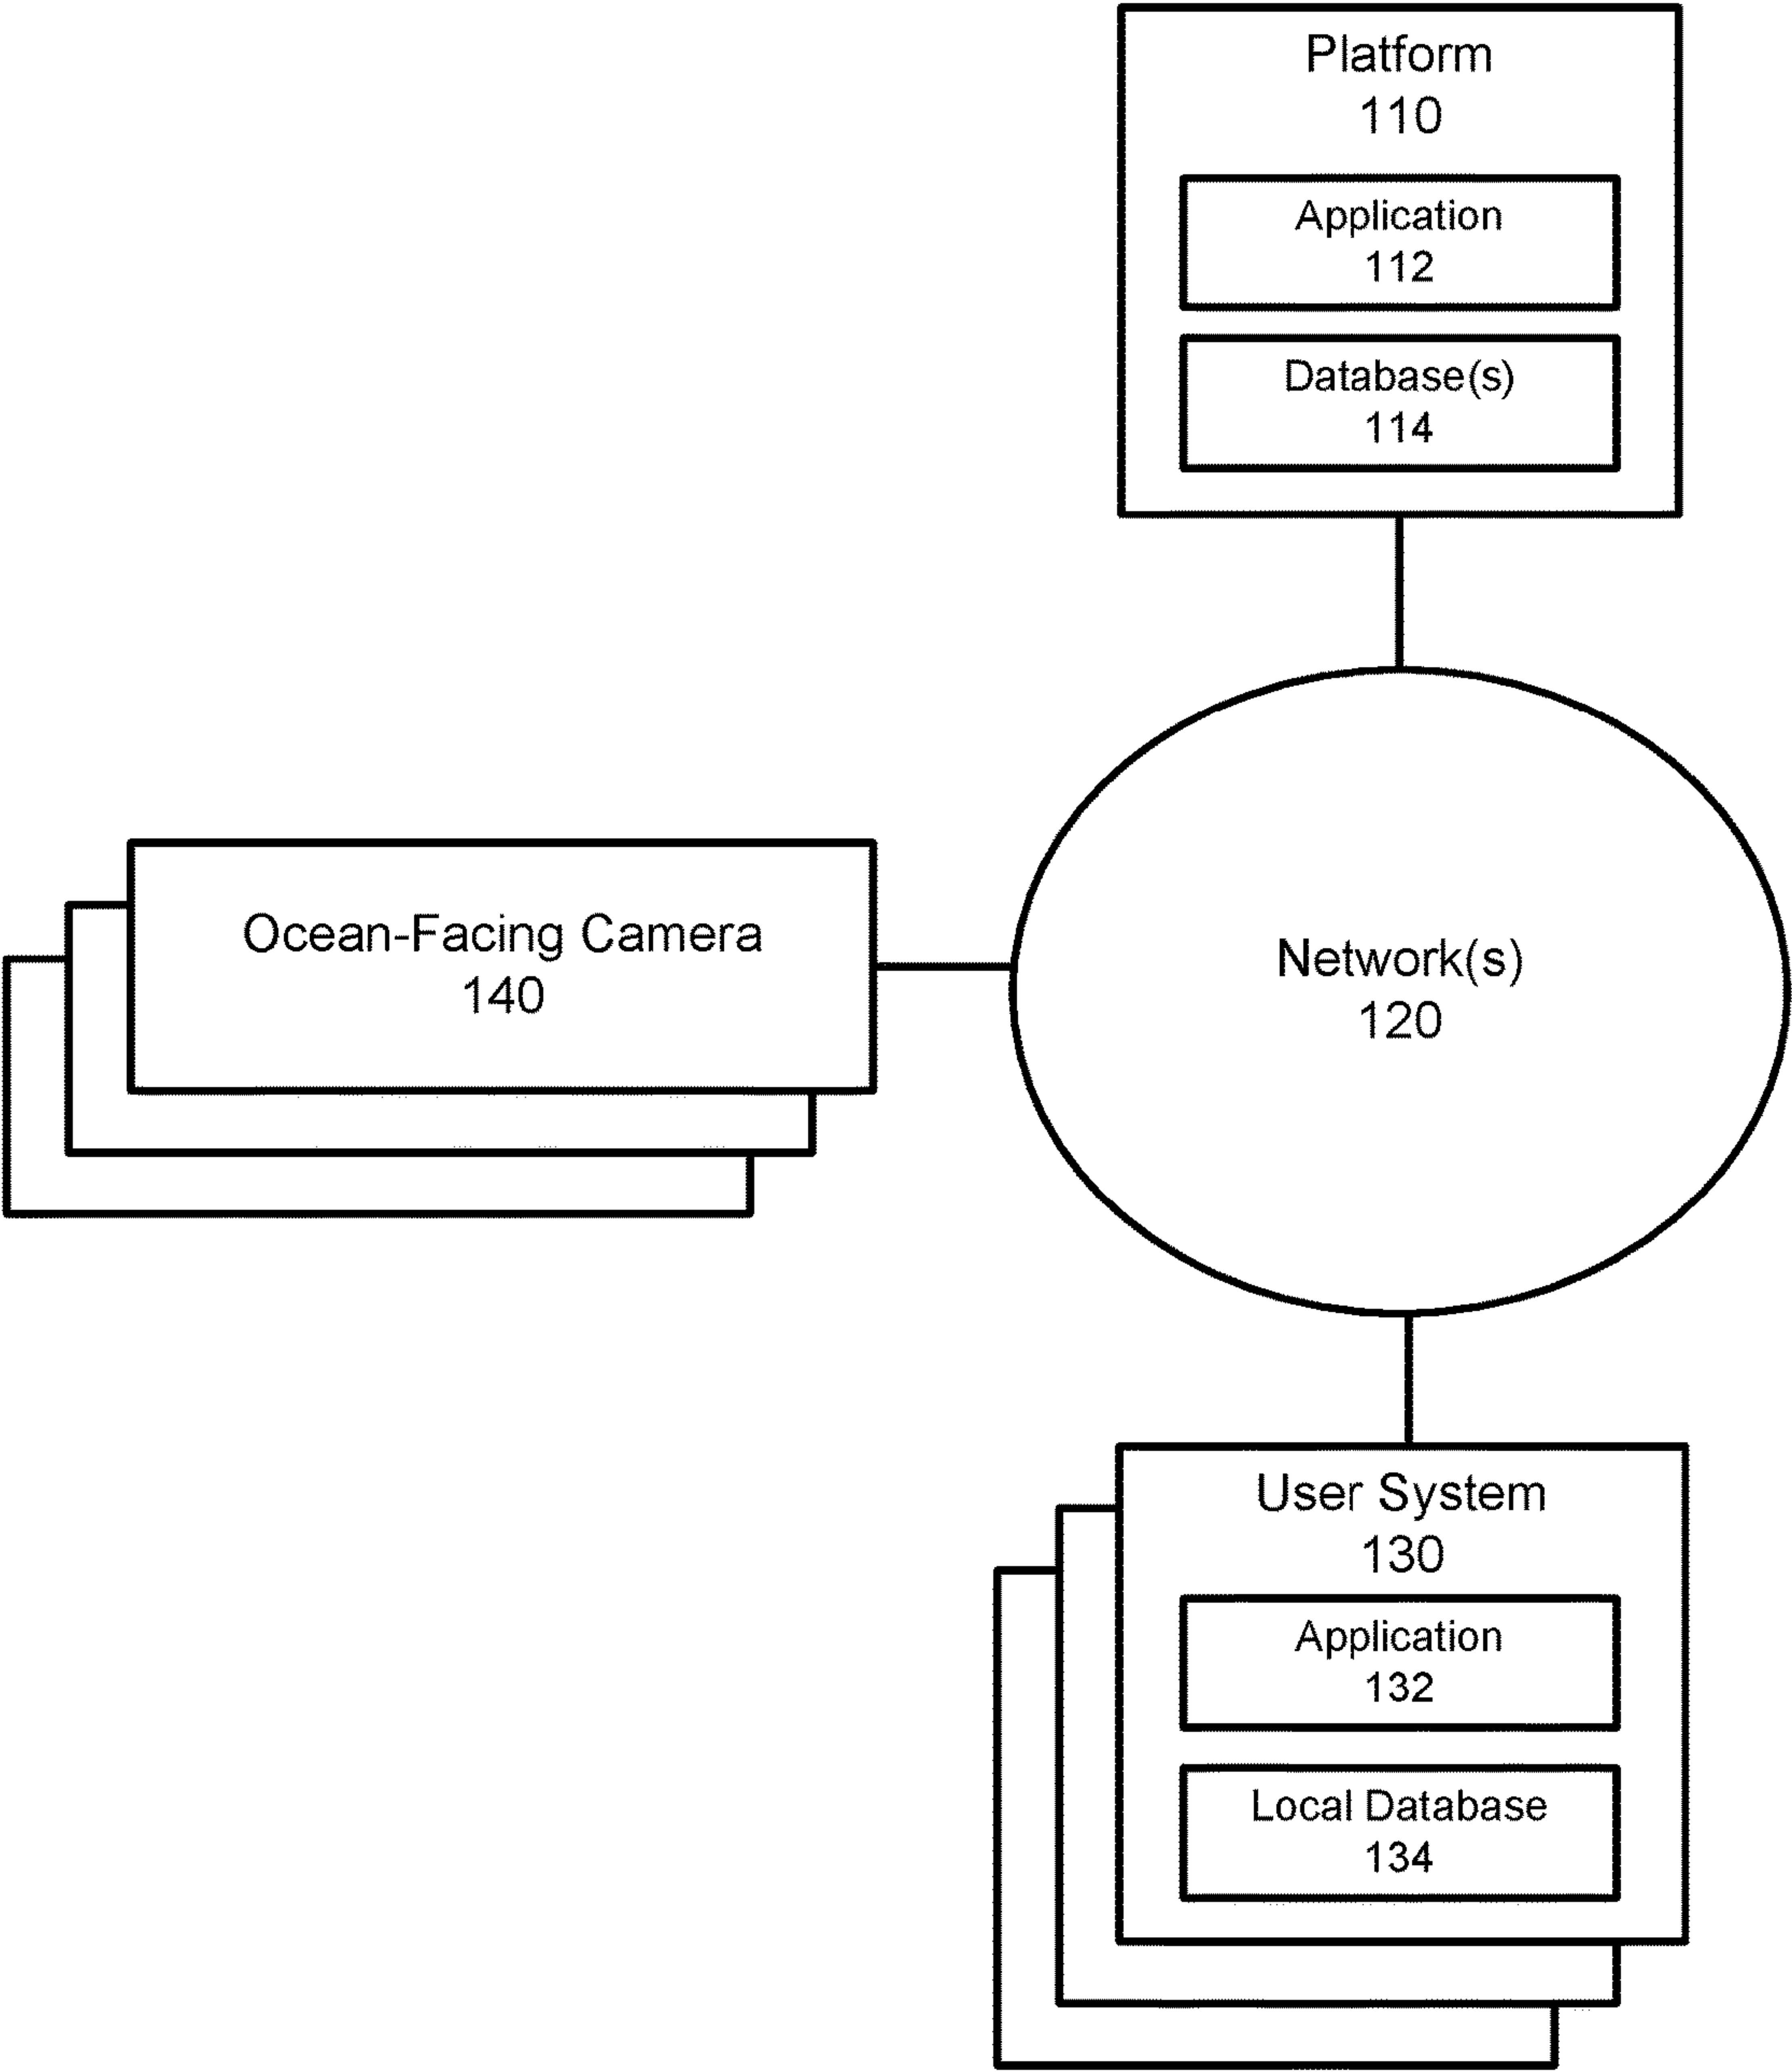 Platform
110
Application
112
Database(s)
114
Ocean-Facing Camera
140
Network(s)
120
User System
130
Application
132
Local Database
134